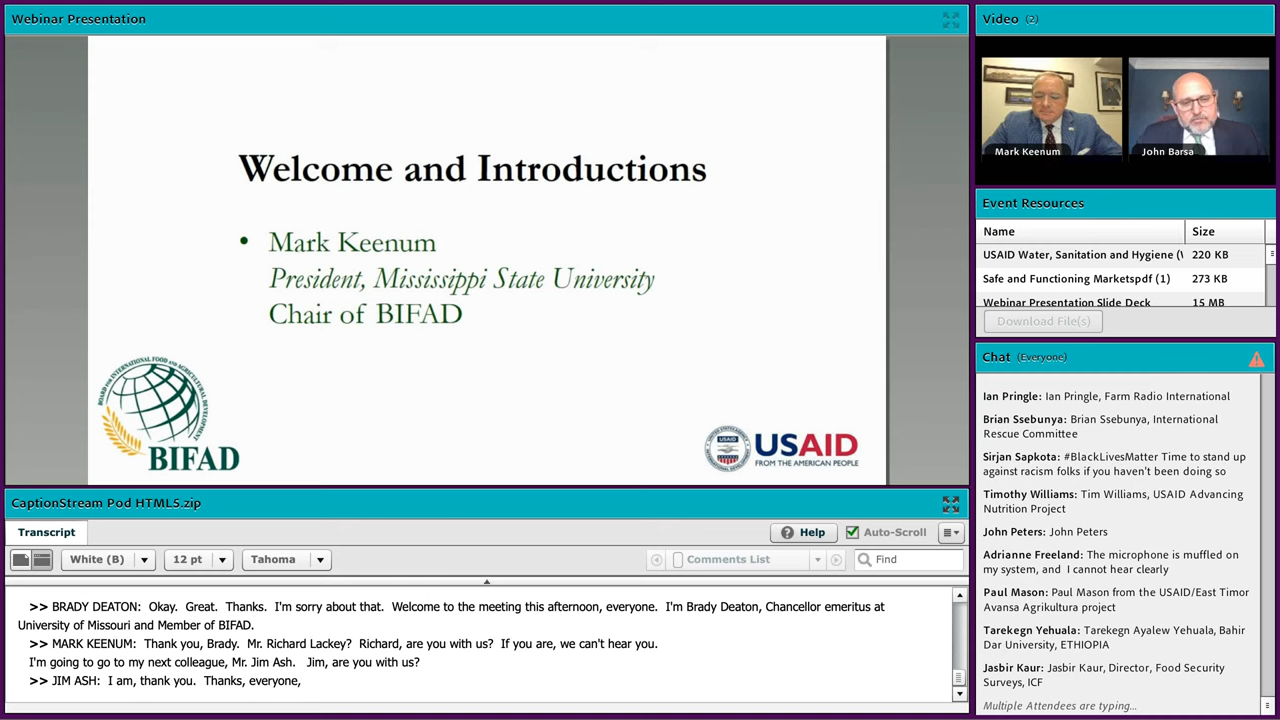 Webinar Presentation
Welcome and Introductions
• Mark Keenum
President, Mississippi State University
Chair of BIFAD
BOARD FOR INTERNATIONAL FOOD AND AGRICULTURAL DEVELOPMENT
BIFAD
USAID
USAID
FROM THE AMERICAN PEOPLE
CaptionStream Pod HTML5.zip
Transcript
Help
Auto-Scroll
White (B)
12 pt
Tahoma
Comments List
Find
>> BRADY DEATON: Okay. Great. Thanks. I'm sorry about that. Welcome to the meeting this afternoon, everyone. I'm Brady Deaton, Chancellor emeritus at
University of Missouri and Member of BIFAD.
>> MARK KEENUM: Thank you, Brady. Mr. Richard Lackey? Richard, are you with us? If you are, we can't hear you.
I'm going to go to my next colleague, Mr. Jim Ash. Jim, are you with us?
>> JIM ASH: I am, thank you. Thanks, everyone,
Video (2)
Mark Keenum
John Barsa
Event Resources
Name Size
USAID Water, Sanitation and Hygiene (W 220 KB
Safe and Functioning Marketspdf (1) 273 KB
Webinar Presentation Slide Deck 15 MB
Download File(s)
Chat (Everyone)
Ian Pringle: Ian Pringle, Farm Radio International
Brian Ssebunya: Brian Ssebunya, International
Rescue Committee
Sirjan Sapkota: #BlackLivesMatter Time to stand up
against racism folks if you haven't been doing so
Timothy Williams: Tim Williams, USAID Advancing
Nutrition Project
John Peters: John Peters
Adrianne Freeland: The microphone is muffled on
my system, and I cannot hear clearly
Paul Mason: Paul Mason from the USAID/East Timor
Avansa Agrikultura project
Tarekegn Yehuala: Tarekegn Ayalew Yehuala, Bahir
Dar University, ETHIOPIA
Jasbir Kaur: Jasbir Kaur, Director, Food Security
Surveys, ICF
Multiple Attendees are typing...